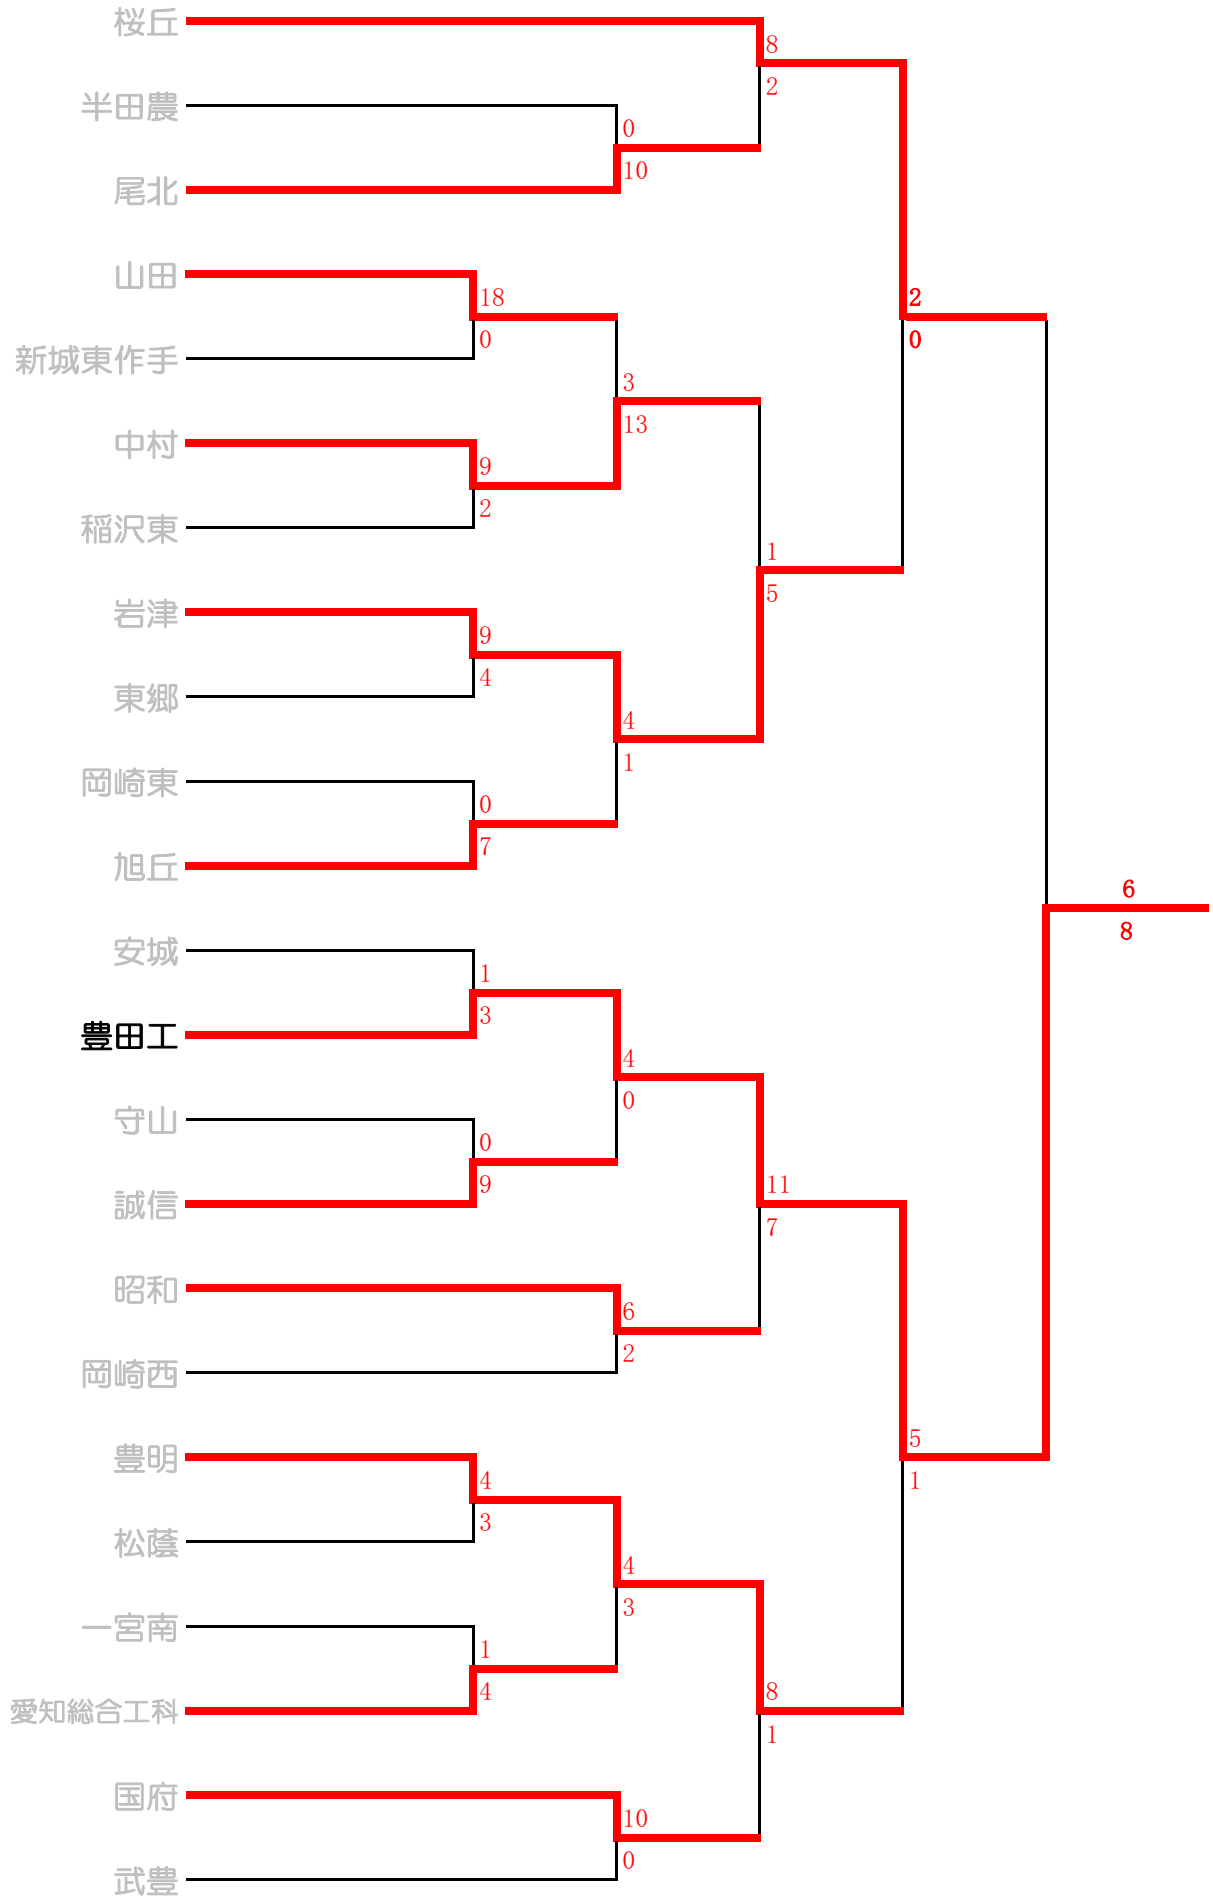 桜丘
8
2
半田農
0
10
尾北
山田
18
2
0
0
新城東作手
3
13
中村
9
2
稲沢東
1
5
岩津
9
4
東郷
4
1
岡崎東
0
7
旭丘
6
8
安城
1
3
豊田工
4
0
守山
0
9
誠信
11
7
昭和
6
2
岡崎西
5
1
豊明
4
3
松蔭
4
3
一宮南
1
4
愛知総合工科
8
1
国府
10
0
武豊